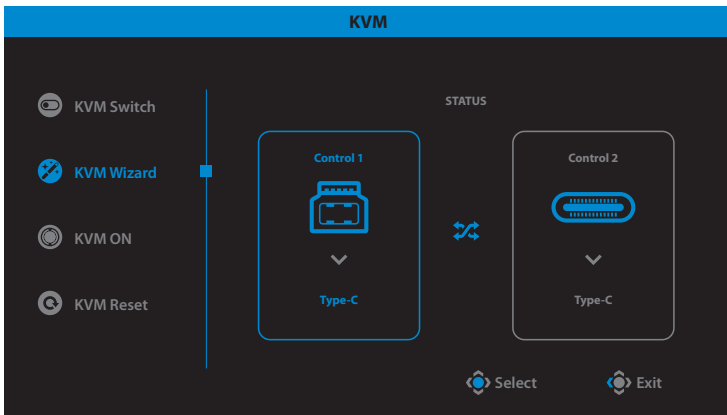 KVM
KVM Switch
KVM Wizard
KVM ON
KVM Reset
STATUS
Control 1
Type-C
Control 2
Type-C
Select
Exit